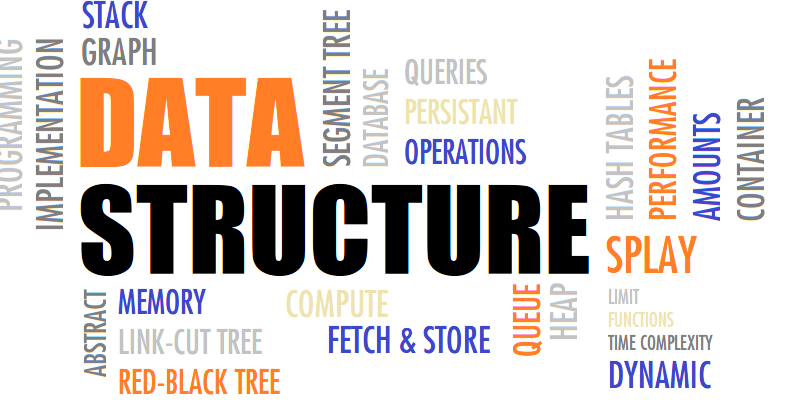 STACK
GRAPH
PROGRAMMING
IMPLEMENTATION
DATA
SEGMENT TREE
DATABASE
QUERIES
PERSISTANT
OPERATIONS
HASH TABLES
PERFORMANCE
AMOUNTS
CONTAINER
STRUCTURE
SPLAY
ABSTRACT
MEMORY
LINK-CUT TREE
RED-BLACK TREE
COMPUTE
FETCH & STORE
QUEUE
HEAP
LIMIT
FUNCTIONS
TIME COMPLEXITY
DYNAMIC